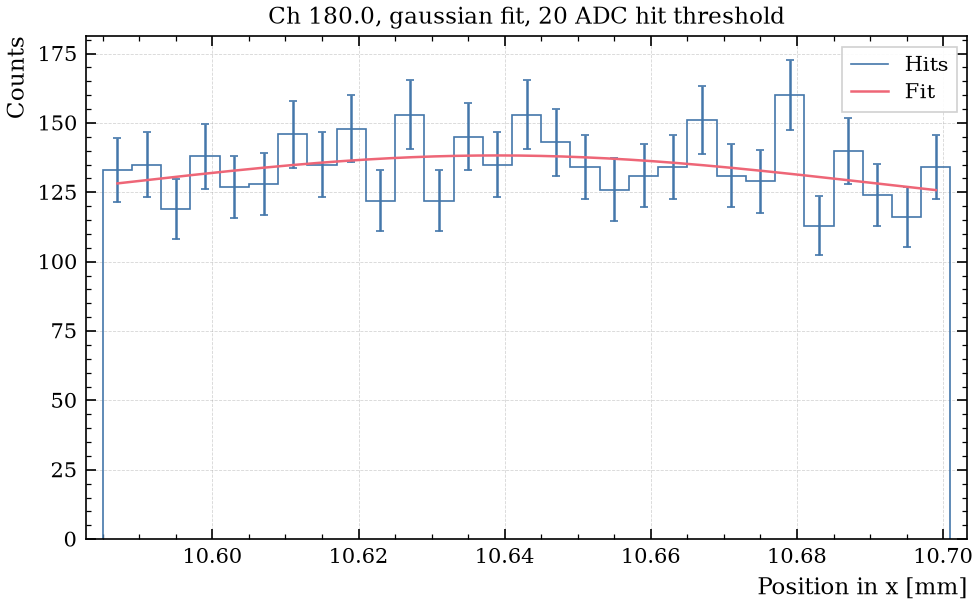 Ch 180.0, gaussian fit, 20 ADC hit threshold
Counts
175
150
125
100
75
50
25
0
Hits
Fit
10.60 10.62 10.64 10.66 10.68 10.70
Position in x [mm]